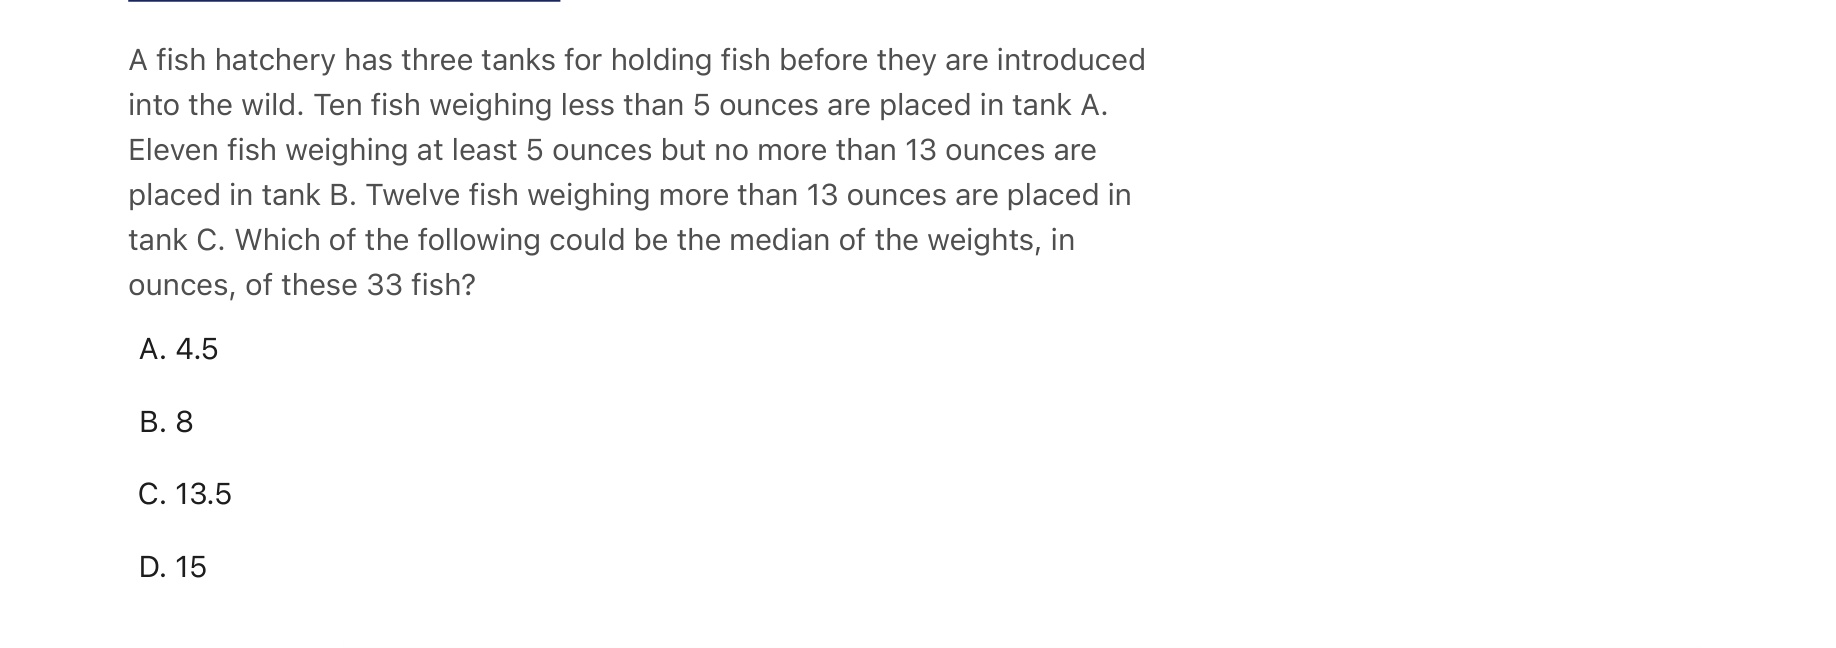 A fish hatchery has three tanks for holding fish before they are introduced
into the wild. Ten fish weighing less than 5 ounces are placed in tank A.
Eleven fish weighing at least 5 ounces but no more than 13 ounces are
placed in tank B. Twelve fish weighing more than 13 ounces are placed in
tank C. Which of the following could be the median of the weights, in
ounces, of these 33 fish?
A. 4.5
B. 8
C. 13.5
D. 15